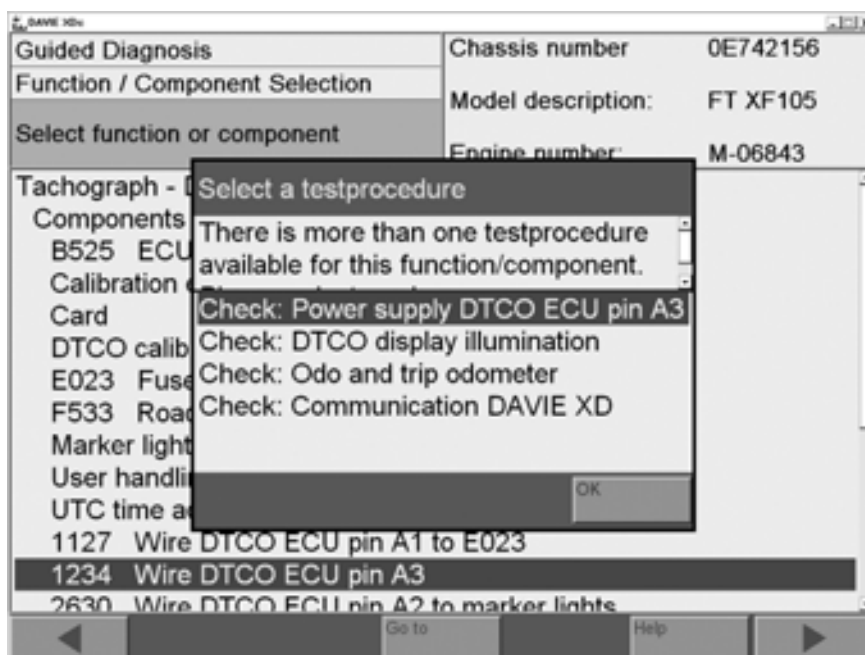 DAVIE XDc
Guided Diagnosis
Function / Component Selection
Select function or component
Chassis number 0E742156
Model description: FT XF105
Engine number: M-06843
Tachograph -
Components
B525 ECU
Calibration
Card
DTCO calib
E023 Fuse
F533 Road
Marker light
User handli
UTC time a
1127 Wire DTCO ECU pin A1 to E023
1234 Wire DTCO ECU pin A3
2630 Wire DTCO ECU pin A2 to marker lights
Select a testprocedure
There is more than one testprocedure
available for this function/component.
Check: Power supply DTCO ECU pin A3
Check: DTCO display illumination
Check: Odo and trip odometer
Check: Communication DAVIE XD
OK
Go to
Help